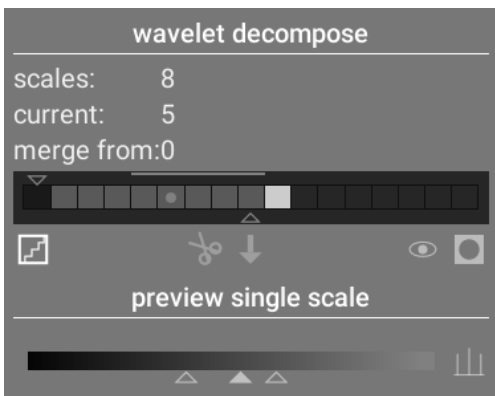 wavelet decompose
scales: 8
current: 5
merge from:0
preview single scale